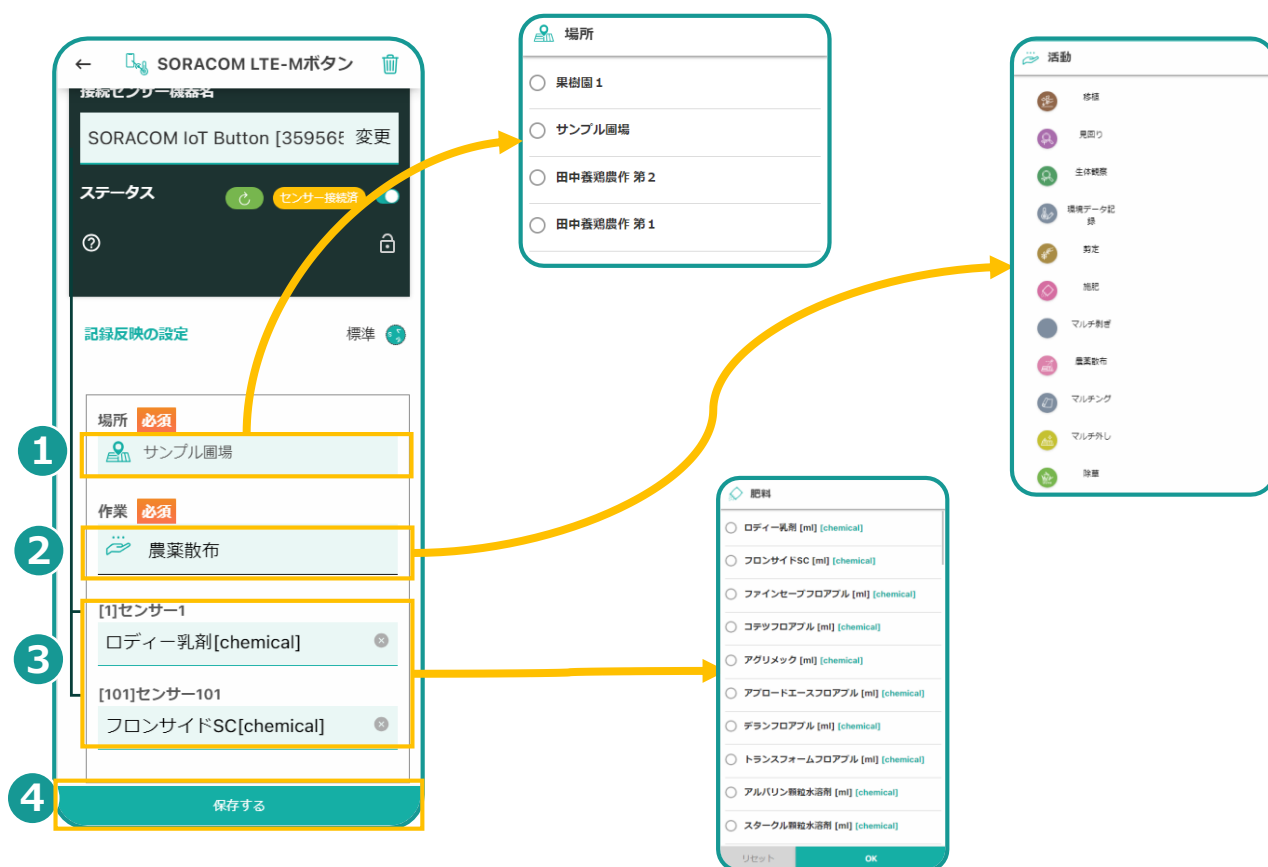 ←
SORACOM LTE-Mボタン
接続センサー機器名
SORACOM IoT Button [359565 変更
ステータス
センサー接続済
記録反映の設定
標準
場所 必須
1
サンプル圃場
作業 必須
2
農薬散布
[1]センサー1
ロディー乳剤[chemical]
3
[101]センサー101
フロンサイドSC[chemical]
4
保存する
場所
果樹園1
サンプル圃場
田中養鶏農作 第2
田中養鶏農作 第1
肥料
ロディー乳剤 [ml] [chemical]
フロンサイドSC [ml] [chemical]
ファインセーブフロアブル [ml] [chemical]
コテツフロアブル [ml] [chemical]
アグリメック [ml] [chemical]
アプロードエースフロアブル [ml] [chemical]
デランフロアブル [ml] [chemical]
トランスフォームフロアブル [ml] [chemical]
アルバリン顆粒水溶剤 [ml] [chemical]
スタークル顆粒水溶剤 [ml] [chemical]
リセット
OK
活動
移植
見回り
生体観察
環境データ記
録
剪定
施肥
マルチ剥ぎ
農薬散布
マルチング
マルチ外し
除草